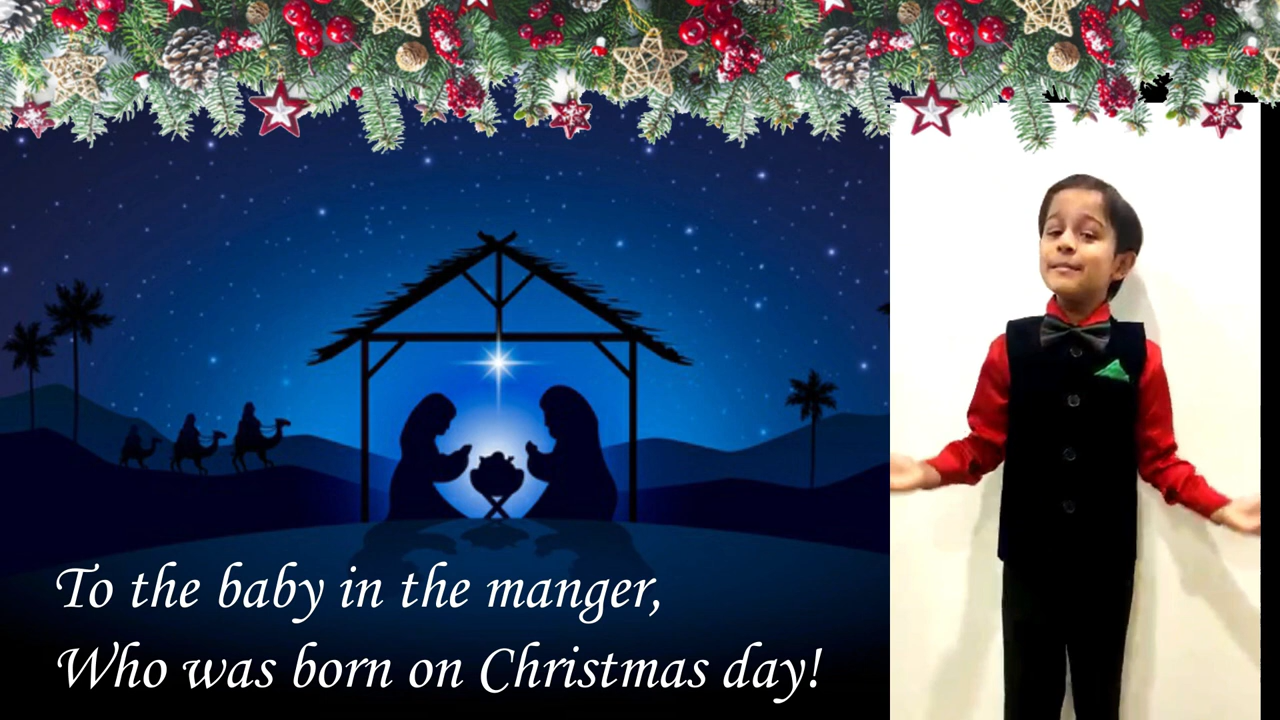 To the baby in the manger,
Who was born on Christmas day!